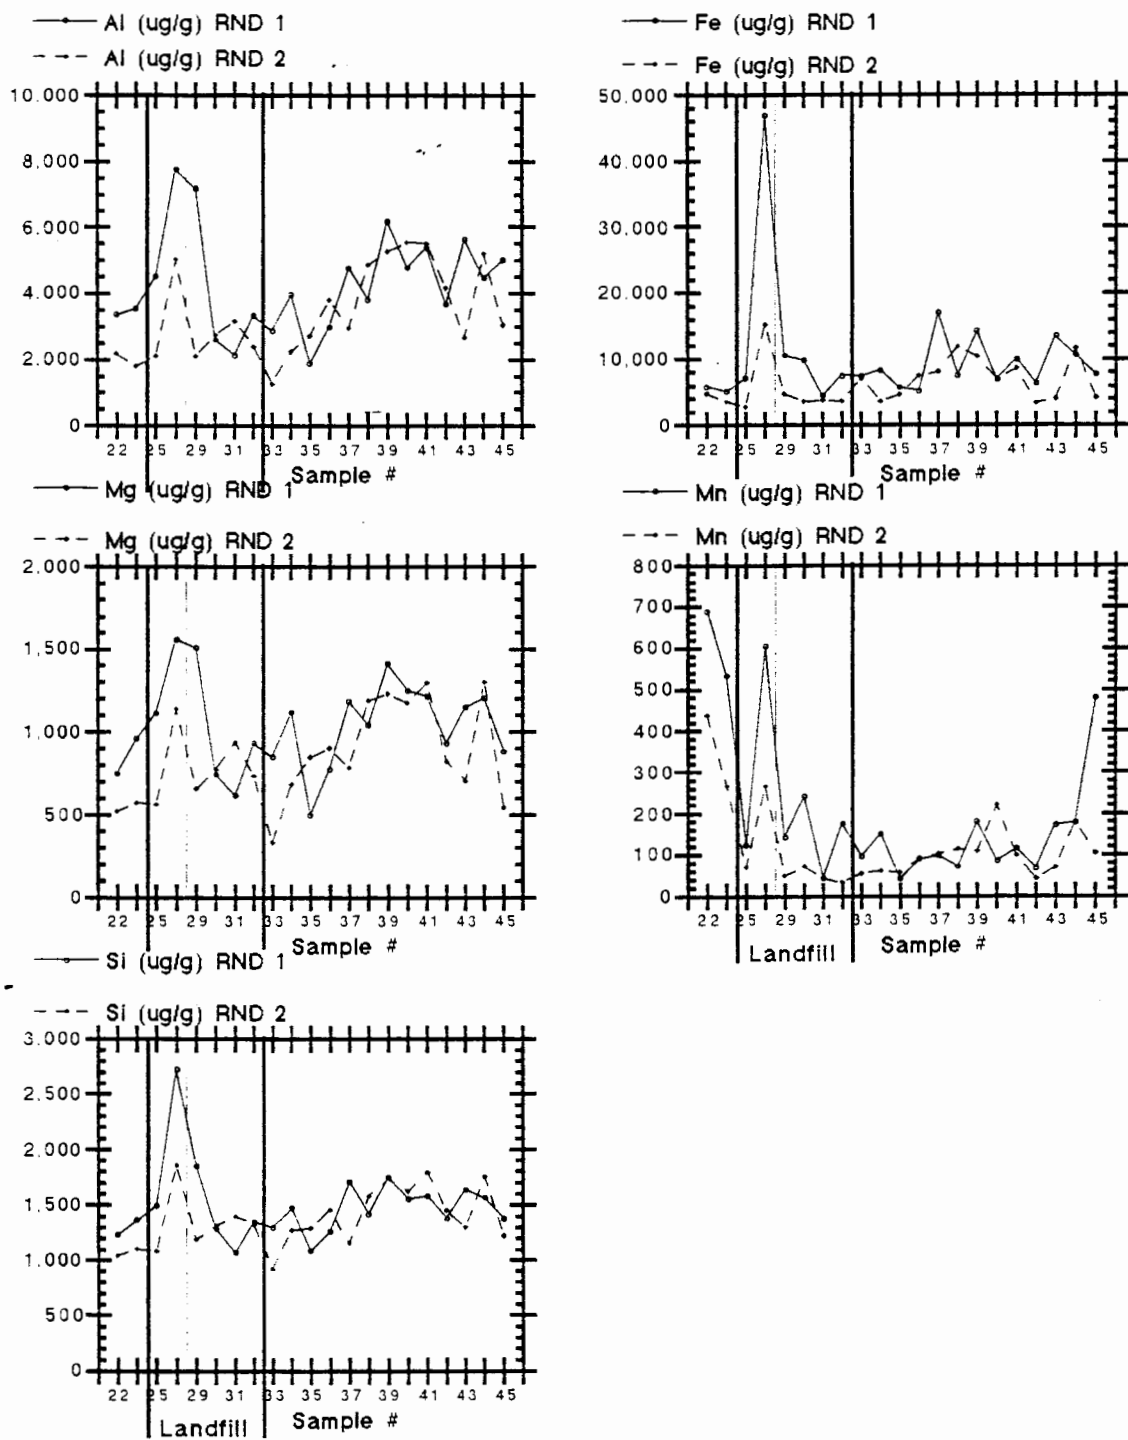 Al (ug/g) RND 1
Al (ug/g) RND 2
10.000
8.000
6.000
4.000
2.000
0
22 25 29 31 33 35 37 39 41 43 45
Sample #
Fe (ug/g) RND 1
Fe (ug/g) RND 2
50.000
40.000
30.000
20.000
10.000
0
22 25 29 31 33 35 37 39 41 43 45
Sample #
Mg (ug/g) RND 1
Mg (ug/g) RND 2
2.000
1,500
1.000
500
0
22 25 29 31 33 35 37 39 41 43 45
Sample #
Mn (ug/g) RND 1
Mn (ug/g) RND 2
800
700
600
500
400
300
200
100
0
22 25 29 31 33 35 37 39 41 43 45
Landfill Sample #
Si (ug/g) RND 1
Si (ug/g) RND 2
3.000
2.500
2.000
1.500
1.000
500
0
22 25 29 31 33 35 37 39 41 43 45
Landfill Sample #